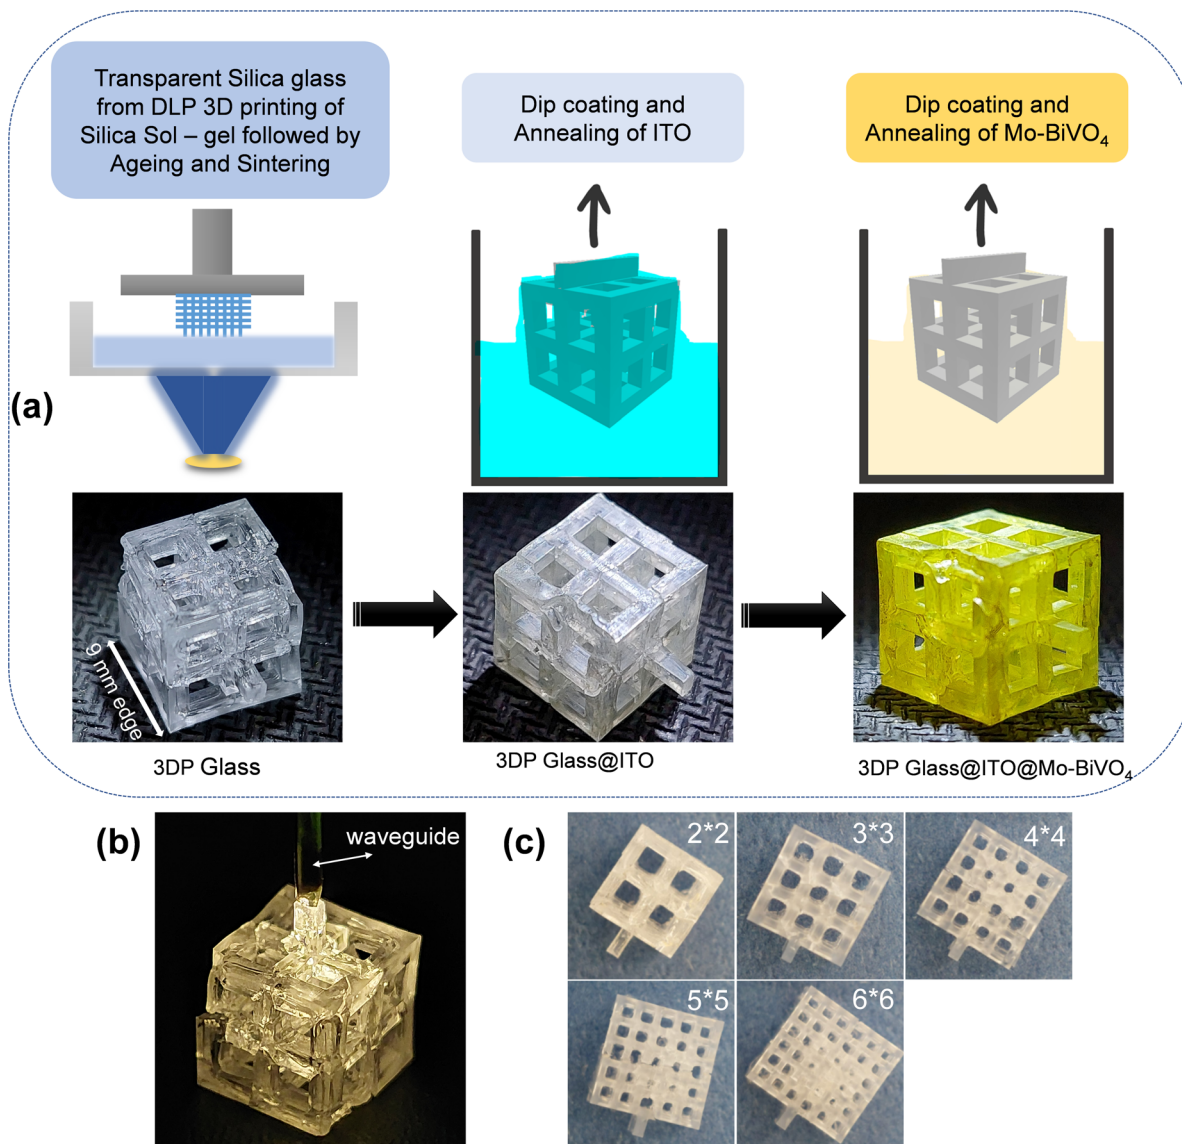 Transparent Silica glass
from DLP 3D printing of
Silica Sol – gel followed by
Ageing and Sintering
Dip coating and
Annealing of ITO
Dip coating and
Annealing of Mo-BiVO₄
(a)
9 mm edge
3DP Glass
3DP Glass@ITO
3DP Glass@ITO@Mo-BiVO₄
(b)
waveguide
(c)
2*2
3*3
4*4
5*5
6*6